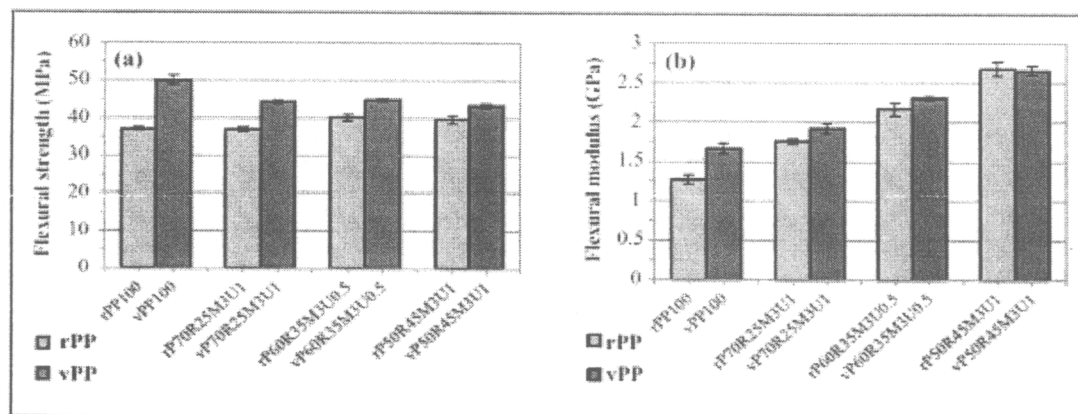 (a)
Flexural strength (MPa)
60
50
40
30
20
10
0
rPP100
vPP100
rP70R25M3U1
vP70R25M3U1
rP60R35M3U0.5
vP60R35M3U0.5
rP50R45M3U1
vP50R45M3U1
rPP
vPP
(b)
Flexural modulus (GPa)
3
2.5
2
1.5
1
0.5
0
rPP100
vPP100
rP70R25M3U1
vP70R25M3U1
rP60R35M3U0.5
vP60R35M3U0.5
rP50R45M3U1
vP50R45M3U1
rPP
vPP